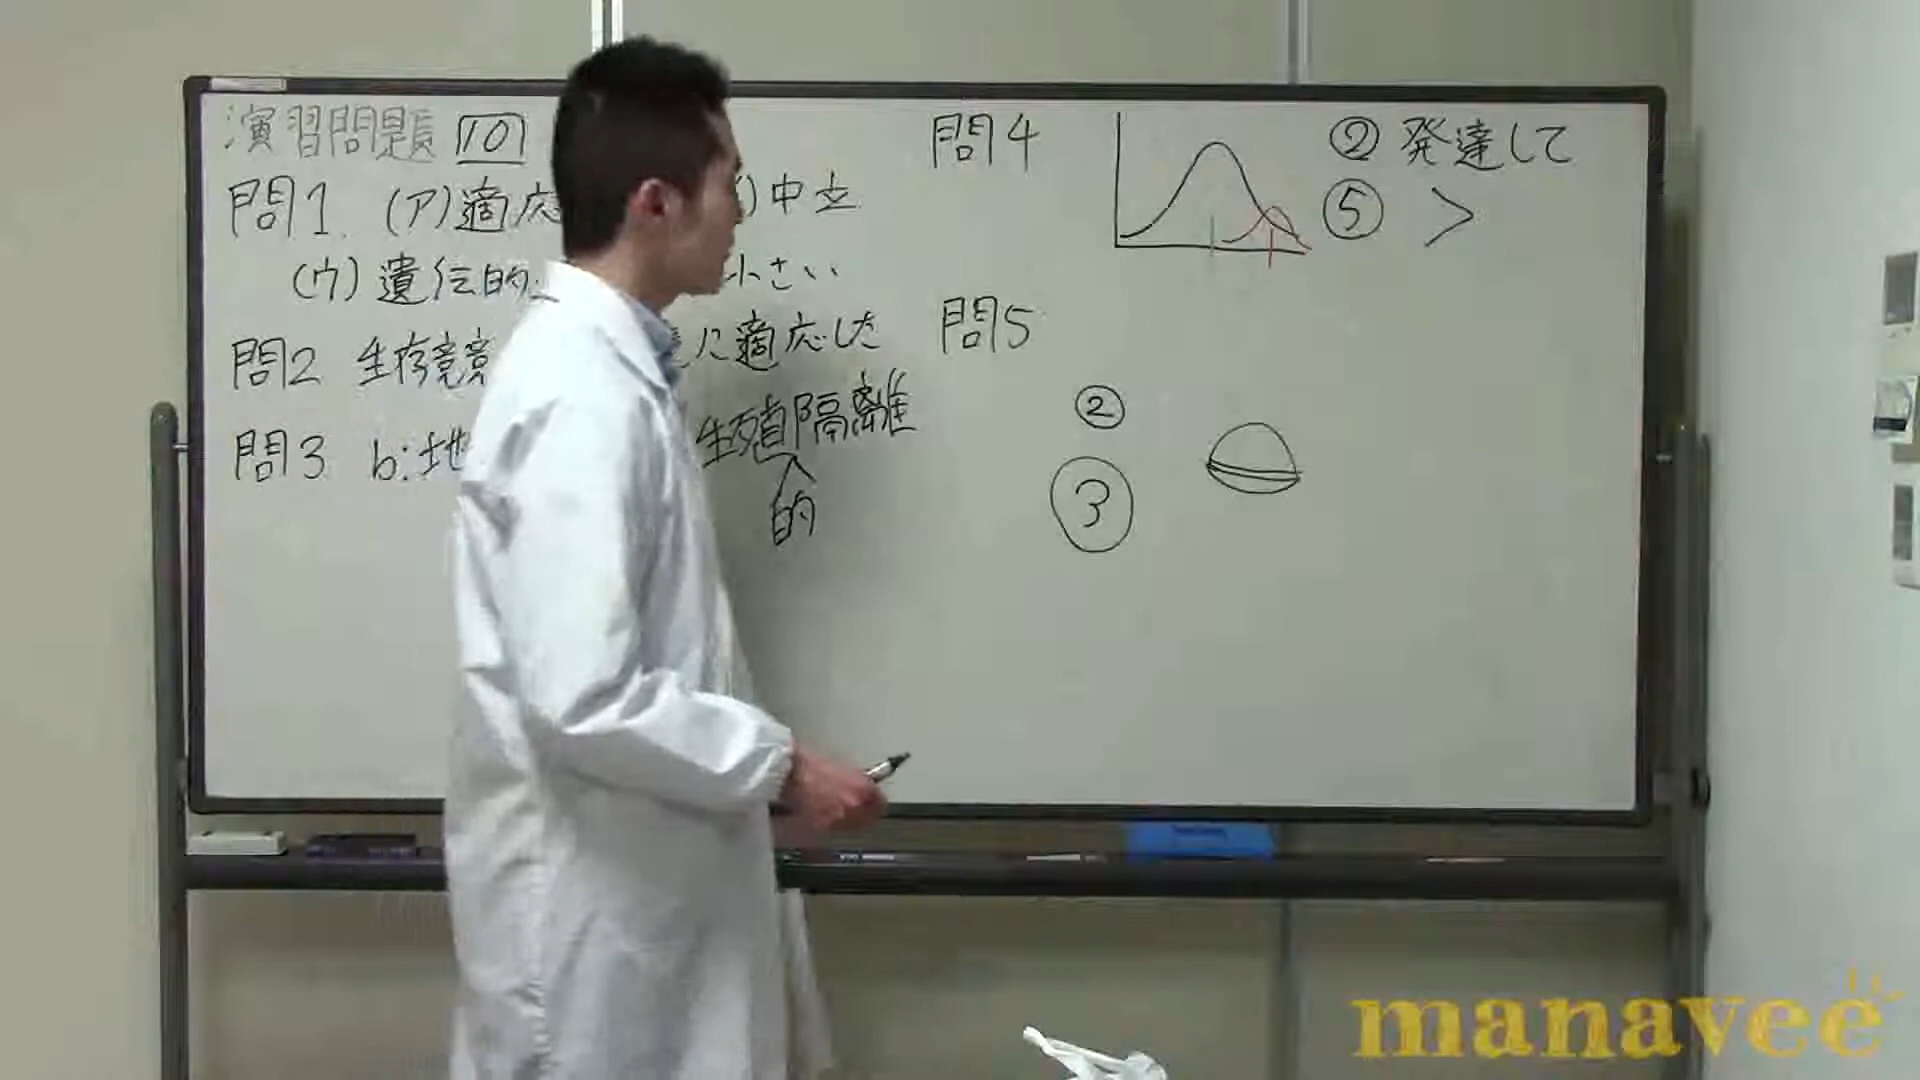 演習問題 101
問1. (ア)適応 )中立
(ウ)遺伝的 小さい
問2 生存競 に適応した
問3 b:地 生殖隔離
的
問4 ② 発達して
⑤ >
問5
②
③
manavee